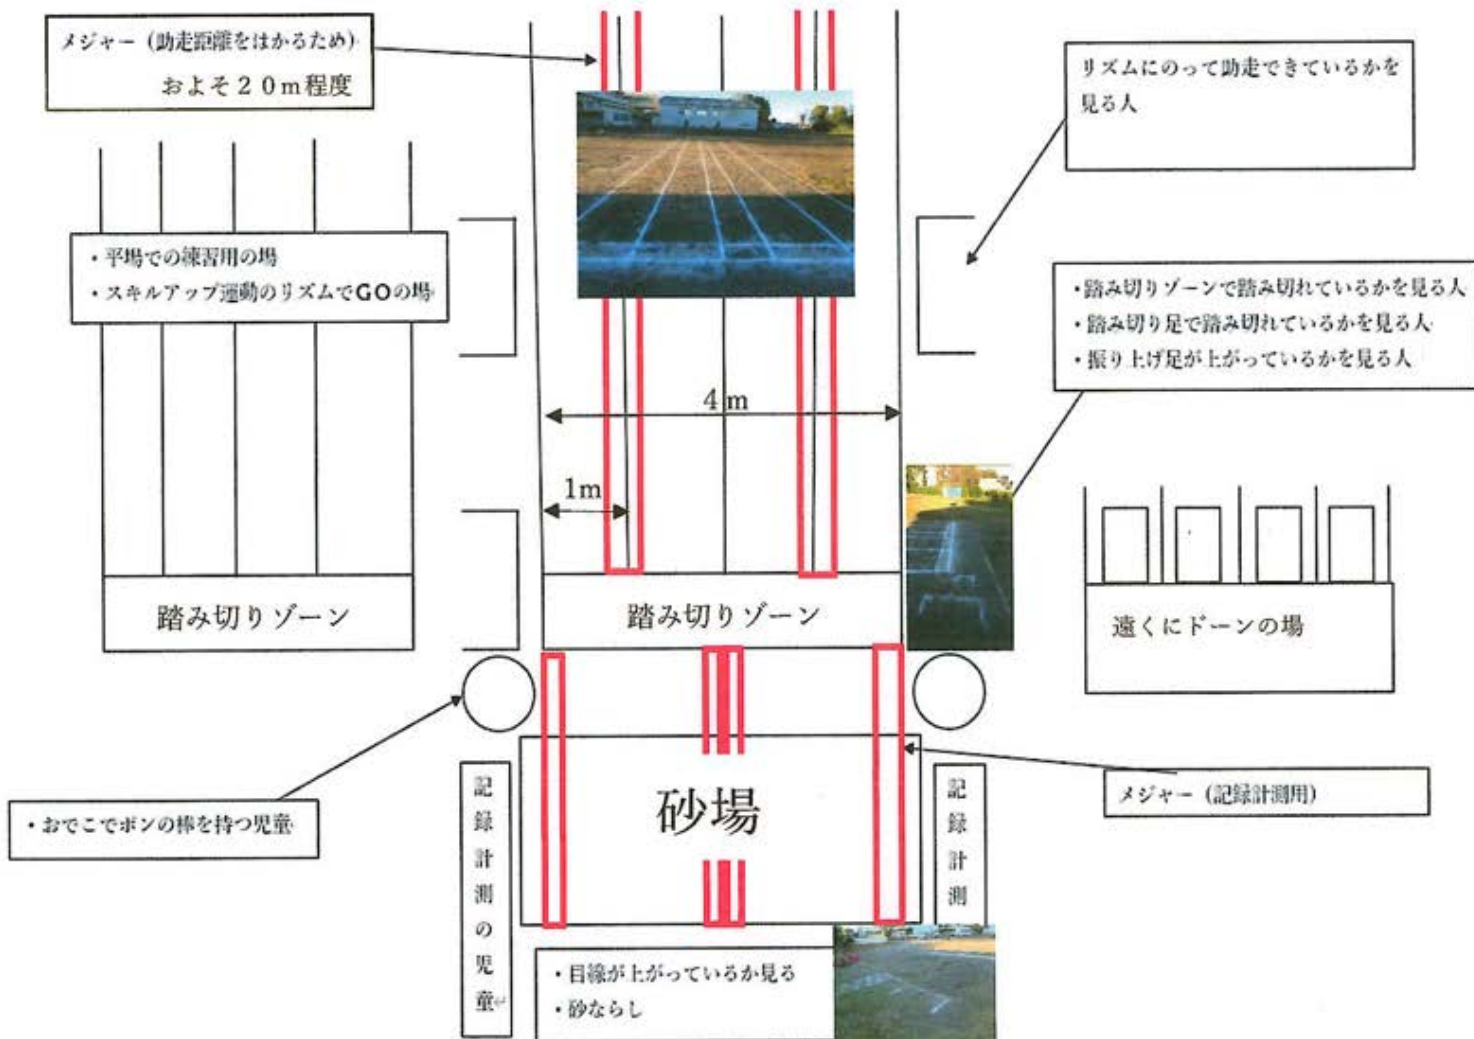 メジャー（助走距離をはかるため）
およそ２０ｍ程度
リズムにのって助走できているかを
見る人
・平場での練習用の場
・スキルアップ運動のリズムでGOの場
・踏み切りゾーンで踏み切れているかを見る人
・踏み切り足で踏み切れているかを見る人
・振り上げ足が上がっているかを見る人
4m
1m
踏み切りゾーン
踏み切りゾーン
遠くにドーンの場
・おでこでポンの棒を持つ児童
メジャー（記録計測用）
記録計測の児童
砂場
記録計測
・目線が上がっているか見る
・砂ならし